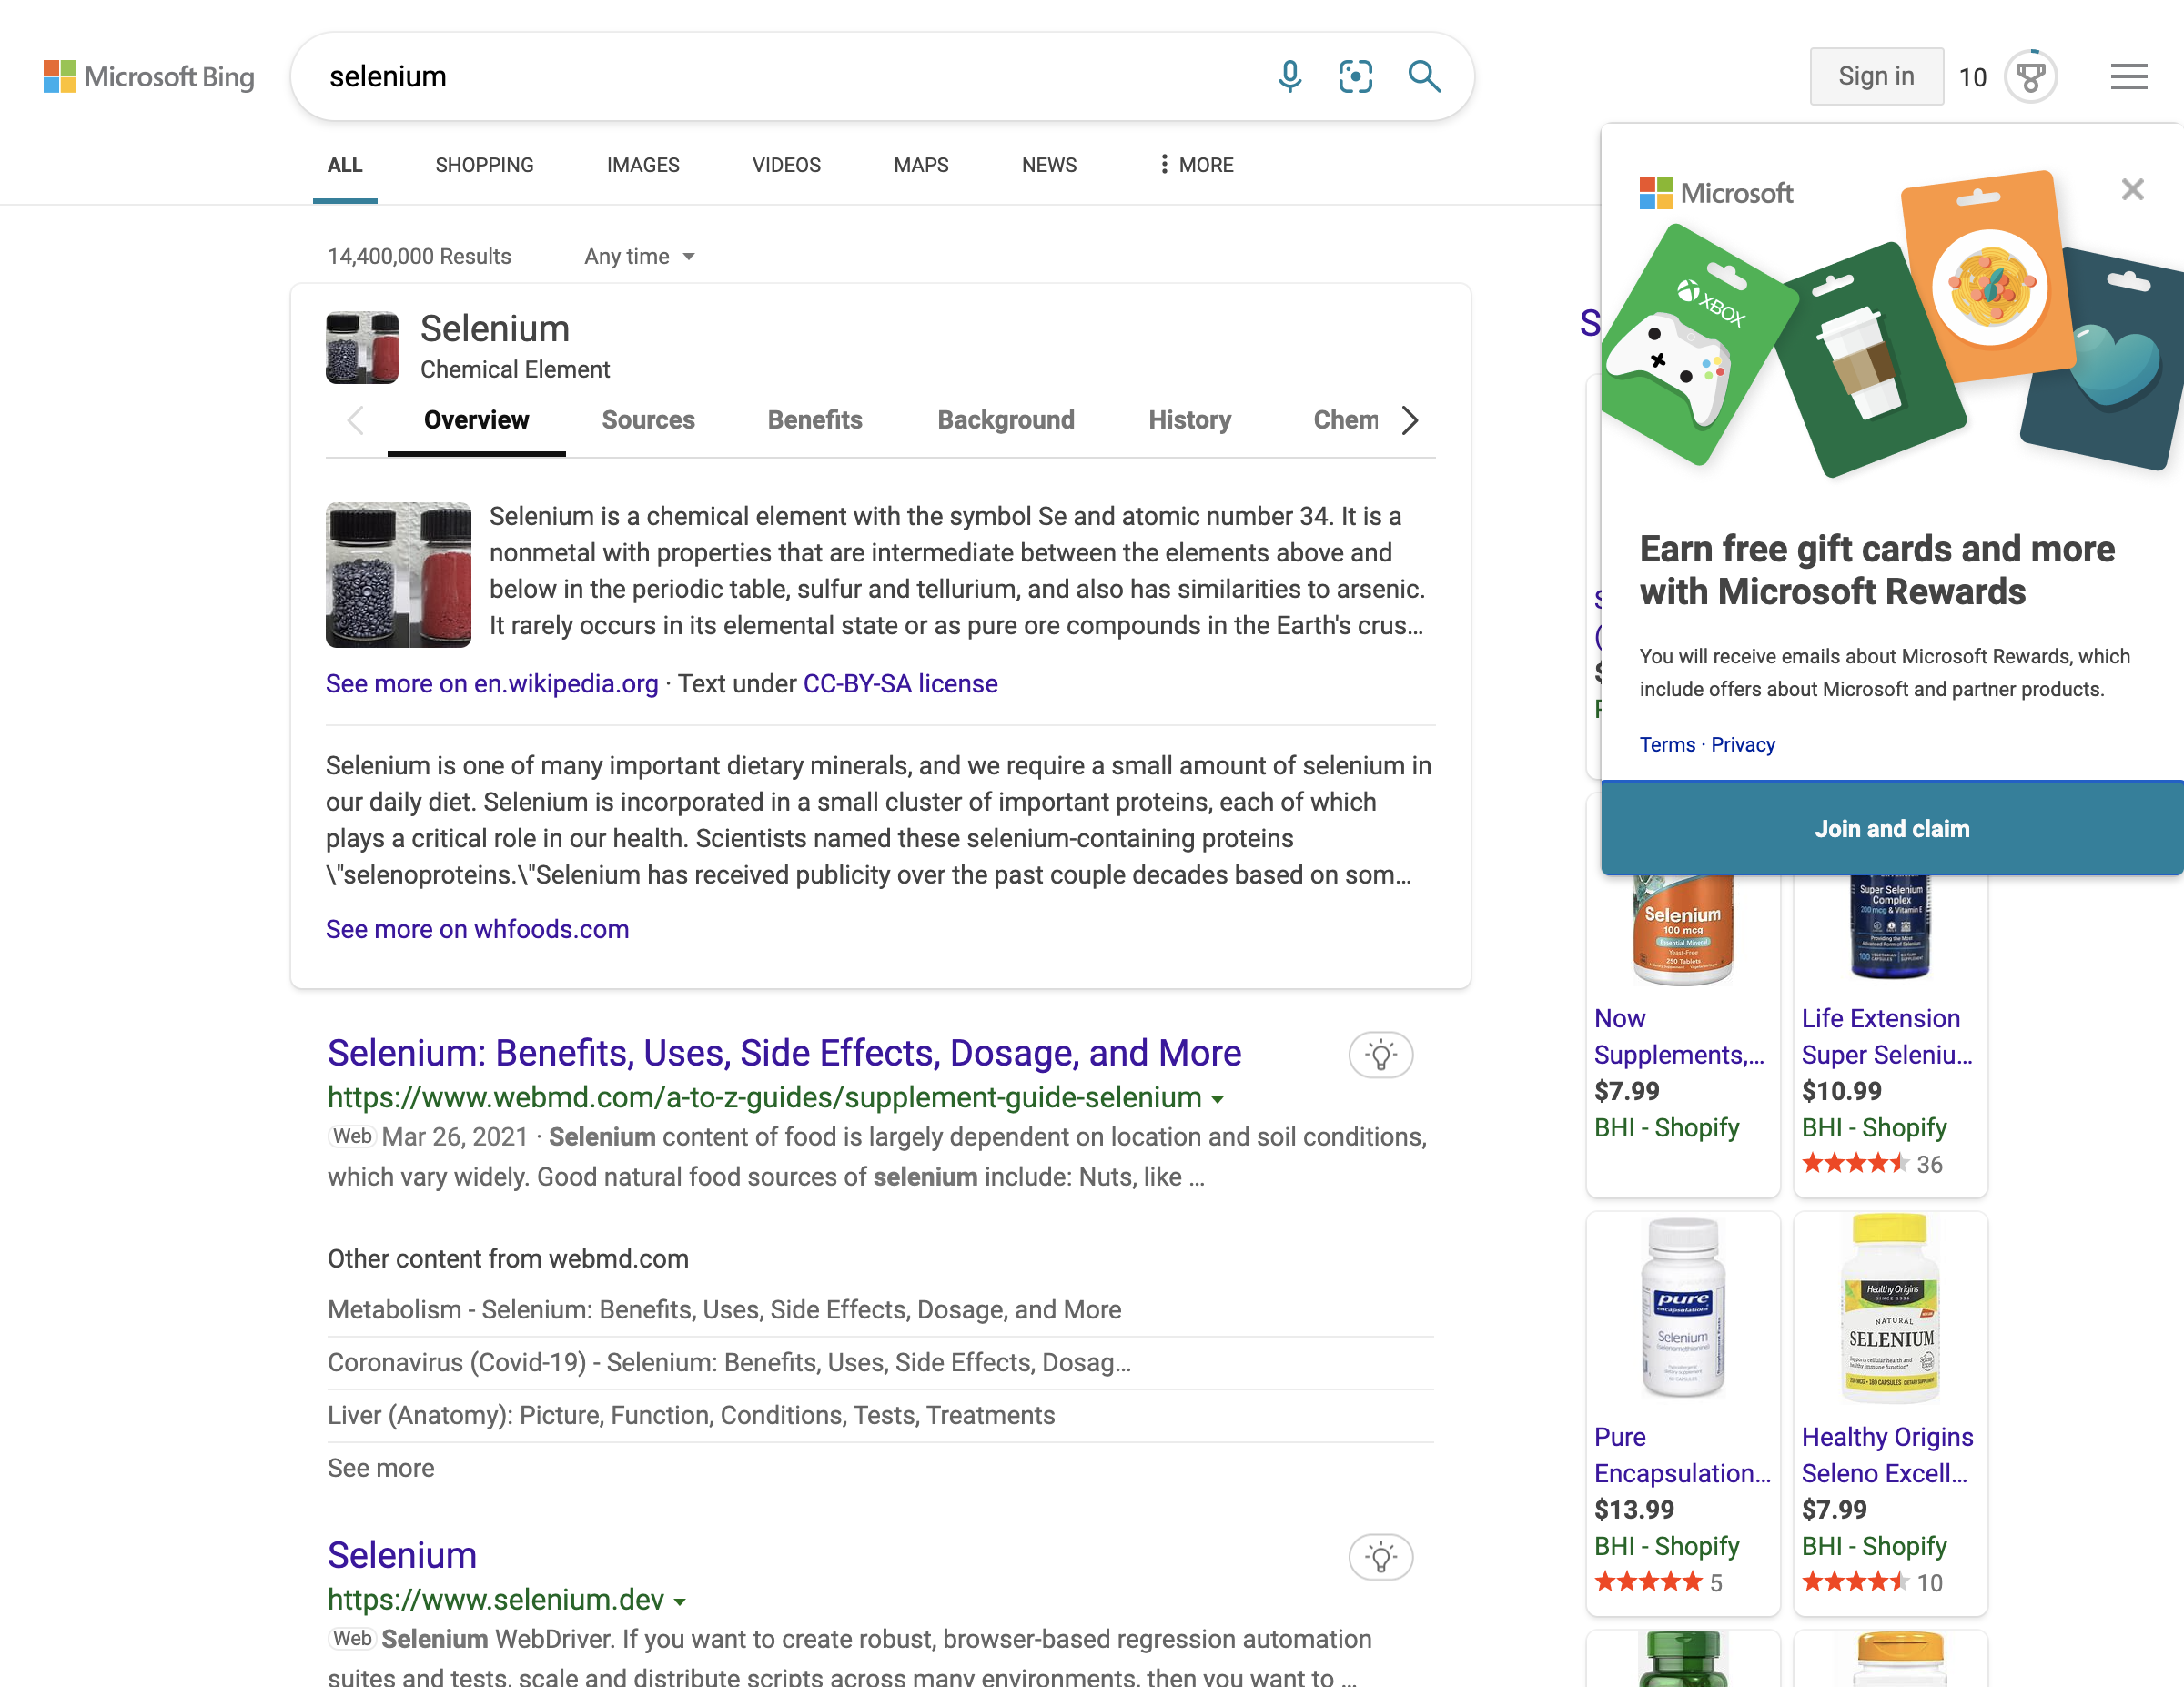 Microsoft Bing
selenium
Sign in
10
ALL
SHOPPING
IMAGES
VIDEOS
MAPS
NEWS
MORE
14,400,000 Results
Any time
Selenium
Chemical Element
Overview
Sources
Benefits
Background
History
Chem
Selenium is a chemical element with the symbol Se and atomic number 34. It is a
nonmetal with properties that are intermediate between the elements above and
below in the periodic table, sulfur and tellurium, and also has similarities to arsenic.
It rarely occurs in its elemental state or as pure ore compounds in the Earth's crus...
See more on en.wikipedia.org · Text under CC-BY-SA license
Selenium is one of many important dietary minerals, and we require a small amount of selenium in
our daily diet. Selenium is incorporated in a small cluster of important proteins, each of which
plays a critical role in our health. Scientists named these selenium-containing proteins
\"selenoproteins.\"Selenium has received publicity over the past couple decades based on som...
See more on whfoods.com
Selenium: Benefits, Uses, Side Effects, Dosage, and More
https://www.webmd.com/a-to-z-guides/supplement-guide-selenium
Web Mar 26, 2021 · Selenium content of food is largely dependent on location and soil conditions,
which vary widely. Good natural food sources of selenium include: Nuts, like ...
Other content from webmd.com
Metabolism - Selenium: Benefits, Uses, Side Effects, Dosage, and More
Coronavirus (Covid-19) - Selenium: Benefits, Uses, Side Effects, Dosag...
Liver (Anatomy): Picture, Function, Conditions, Tests, Treatments
See more
Selenium
https://www.selenium.dev
Web Selenium WebDriver. If you want to create robust, browser-based regression automation
suites and tests, scale and distribute scripts across many environments, then you want to ...
Microsoft
XBOX
Earn free gift cards and more
with Microsoft Rewards
You will receive emails about Microsoft Rewards, which
include offers about Microsoft and partner products.
Terms · Privacy
Join and claim
Selenium
100 mcg
Essential Mineral
Yeast-Free
250 Tablets
Super Selenium
Complex
200 mcg & Vitamin E
Now
Supplements,...
$7.99
BHI - Shopify
Life Extension
Super Seleniu...
$10.99
BHI - Shopify
36
pure
encapsulations
Selenium
(selenomethionine)
Healthy Origins
SINCE 1996
NATURAL
SELENIUM
Pure
Encapsulation...
$13.99
BHI - Shopify
5
Healthy Origins
Seleno Excell...
$7.99
BHI - Shopify
10